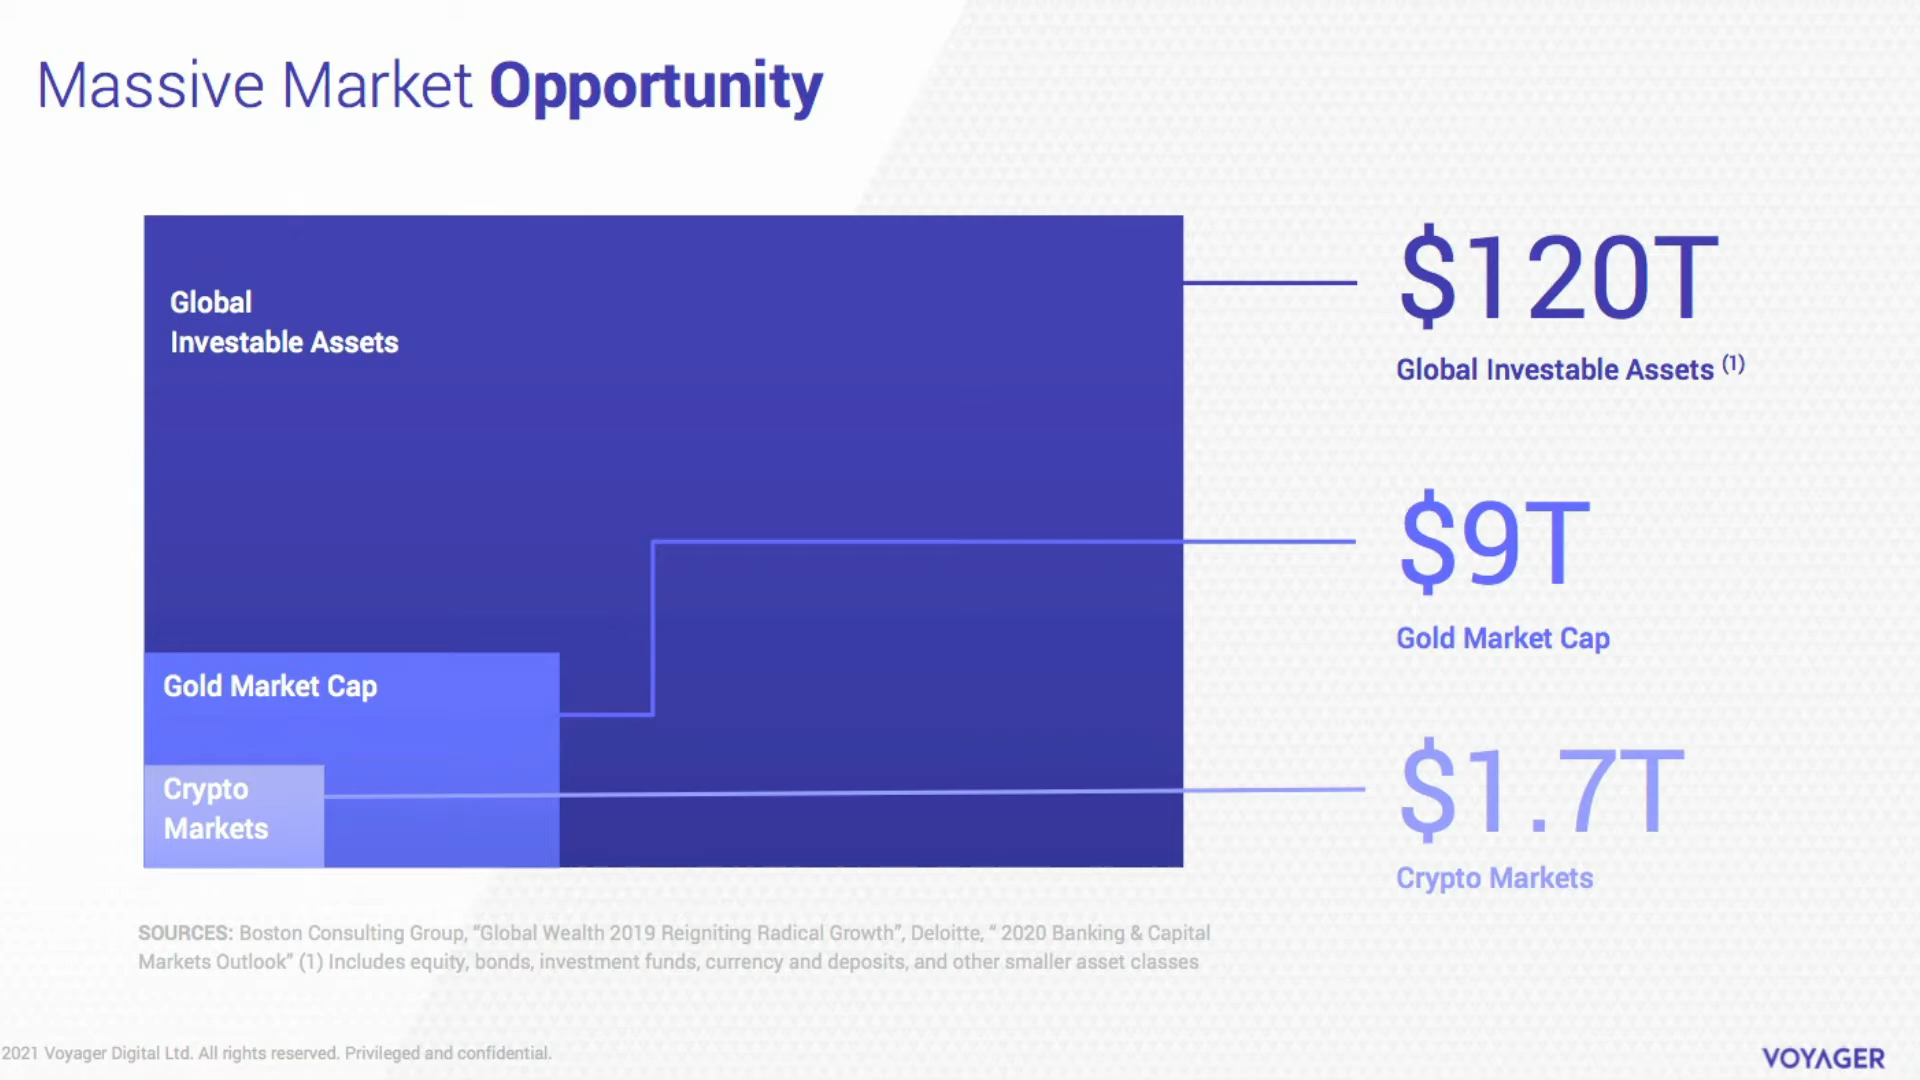 Massive Market Opportunity
Global
Investable Assets
Gold Market Cap
Crypto
Markets
$120T
Global Investable Assets (1)
$9T
Gold Market Cap
$1.7T
Crypto Markets
SOURCES: Boston Consulting Group, “Global Wealth 2019 Reigniting Radical Growth”, Deloitte, “ 2020 Banking & Capital
Markets Outlook” (1) Includes equity, bonds, investment funds, currency and deposits, and other smaller asset classes
2021 Voyager Digital Ltd. All rights reserved. Privileged and confidential.
VOYAGER